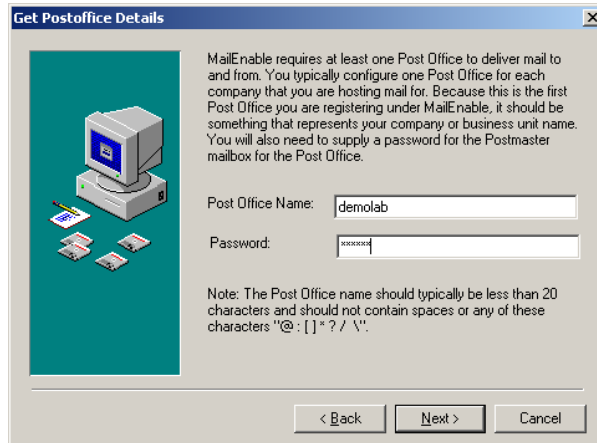 Get Postoffice Details
MailEnable requires at least one Post Office to deliver mail to
and from. You typically configure one Post Office for each
company that you are hosting mail for. Because this is the first
Post Office you are registering under MailEnable, it should be
something that represents your company or business unit name.
You will also need to supply a password for the Postmaster
mailbox for the Post Office.
Post Office Name:
demolab
Password:
xxxxxx
Note: The Post Office name should typically be less than 20
characters and should not contain spaces or any of these
characters "@ : [ ] * ? / \".
< Back
Next >
Cancel